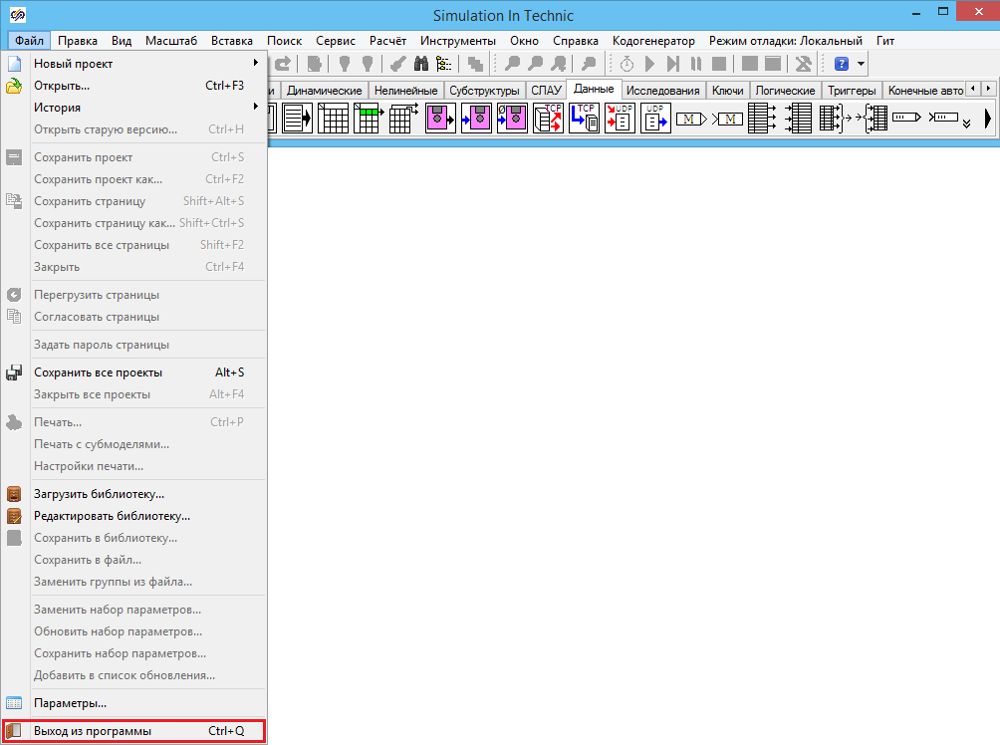 Simulation In Technic
Файл Правка Вид Масштаб Вставка Поиск Сервис Расчёт Инструменты Окно Справка Кодогенератор Режим отладки: Локальный Гит
и Динамические Нелинейные Субструктуры СПАУ Данные Исследования Ключи Логические Триггеры Конечные авто
TCP TCP UDP UDP M M
Новый проект
Открыть... Ctrl+F3
История
Открыть старую версию... Ctrl+H
Сохранить проект Ctrl+S
Сохранить проект как... Ctrl+F2
Сохранить страницу Shift+Alt+S
Сохранить страницу как... Shift+Ctrl+S
Сохранить все страницы Shift+F2
Закрыть Ctrl+F4
Перегрузить страницы
Согласовать страницы
Задать пароль страницы
Сохранить все проекты Alt+S
Закрыть все проекты Alt+F4
Печать... Ctrl+P
Печать с субмоделями...
Настройки печати...
Загрузить библиотеку...
Редактировать библиотеку...
Сохранить в библиотеку...
Сохранить в файл...
Заменить группы из файла...
Заменить набор параметров...
Обновить набор параметров...
Сохранить набор параметров...
Добавить в список обновления...
Параметры...
Выход из программы Ctrl+Q